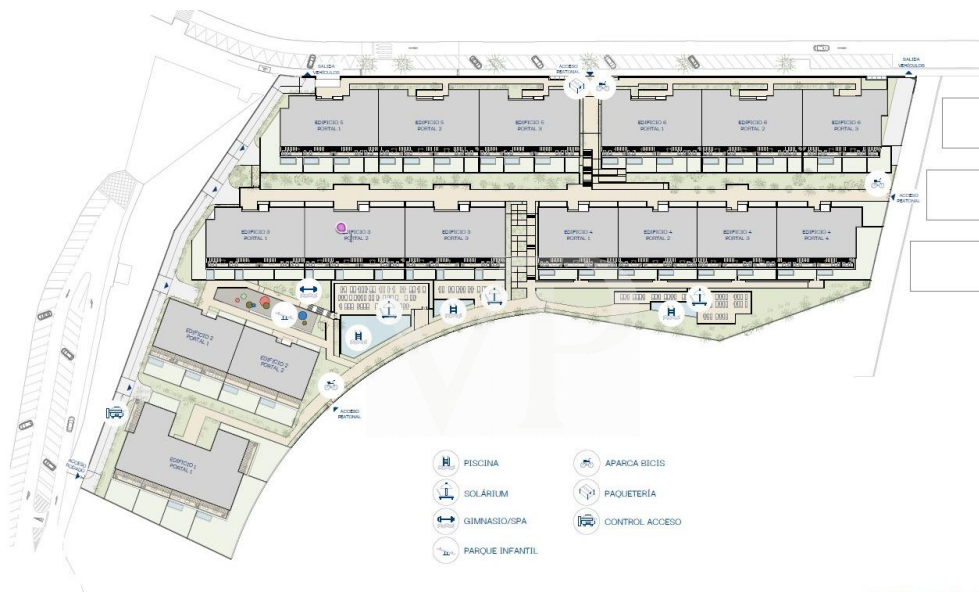 SALIDA
VEHÍCULOS
ACCESO
PEATONAL
SALIDA
VEHÍCULOS
EDIFICIO 5
PORTAL 1
EDIFICIO 5
PORTAL 2
EDIFICIO 5
PORTAL 3
EDIFICIO 6
PORTAL 1
EDIFICIO 6
PORTAL 2
EDIFICIO 6
PORTAL 3
ACCESO
PEATONAL
EDIFICIO 3
PORTAL 1
EDIFICIO 3
PORTAL 2
EDIFICIO 3
PORTAL 3
EDIFICIO 4
PORTAL 1
EDIFICIO 4
PORTAL 2
EDIFICIO 4
PORTAL 3
EDIFICIO 4
PORTAL 4
EDIFICIO 2
PORTAL 1
EDIFICIO 2
PORTAL 2
ACCESO
PEATONAL
ACCESO
RODADO
EDIFICIO 1
PORTAL 1
VP
PISCINA
SOLÁRIUM
GIMNASIO/SPA
PARQUE INFANTIL
APARCA BICIS
PAQUETERÍA
CONTROL ACCESO